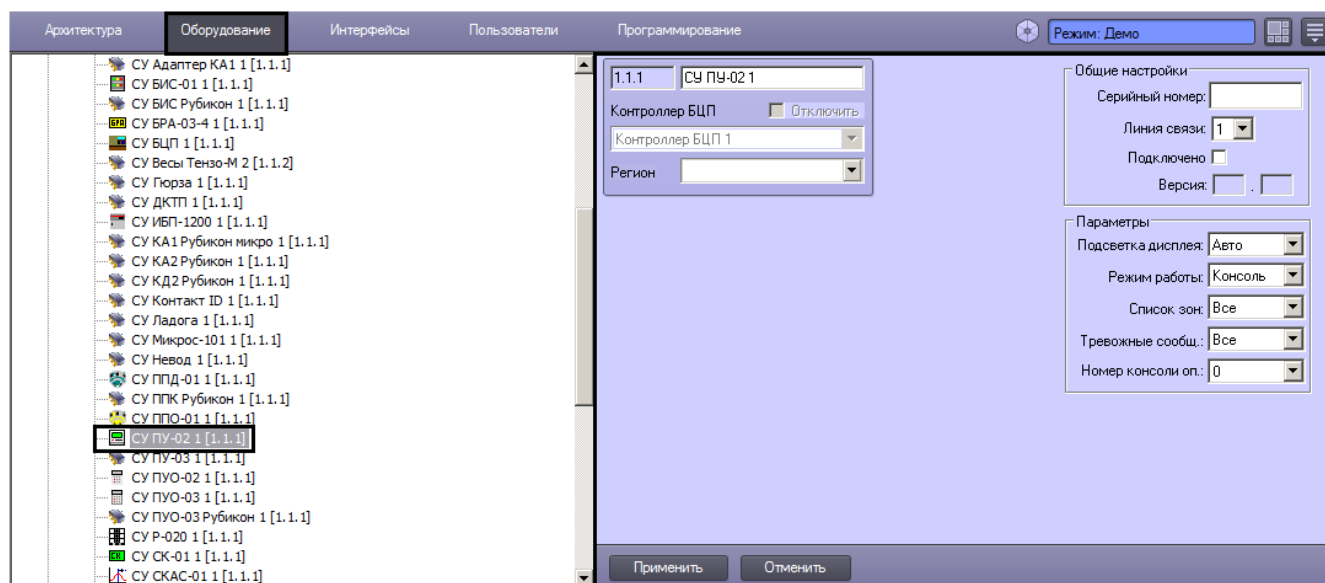 Архитектура Оборудование Интерфейсы Пользователи Программирование Режим: Демо
СУ Адаптер КА1 1 [1.1.1]
СУ БИС-01 1 [1.1.1]
СУ БИС Рубикон 1 [1.1.1]
БРА СУ БРА-03-4 1 [1.1.1]
СУ БЦП 1 [1.1.1]
СУ Весы Тензо-М 2 [1.1.2]
СУ Гюрза 1 [1.1.1]
СУ ДКТП 1 [1.1.1]
СУ ИБП-1200 1 [1.1.1]
СУ КА1 Рубикон микро 1 [1.1.1]
СУ КА2 Рубикон 1 [1.1.1]
СУ КД2 Рубикон 1 [1.1.1]
СУ Контакт ID 1 [1.1.1]
СУ Ладога 1 [1.1.1]
СУ Микрос-101 1 [1.1.1]
СУ Невод 1 [1.1.1]
СУ ППД-01 1 [1.1.1]
СУ ППК Рубикон 1 [1.1.1]
СУ ППО-01 1 [1.1.1]
СУ ПУ-02 1 [1.1.1]
СУ ПУ-03 1 [1.1.1]
СУ ПУО-02 1 [1.1.1]
СУ ПУО-03 1 [1.1.1]
СУ ПУО-03 Рубикон 1 [1.1.1]
СУ Р-020 1 [1.1.1]
СК СУ СК-01 1 [1.1.1]
СУ СКАС-01 1 [1.1.1]
1.1.1 СУ ПУ-02 1
Контроллер БЦП Отключить
Контроллер БЦП 1
Регион
Общие настройки
Серийный номер:
Линия связи: 1
Подключено
Версия: .
Параметры
Подсветка дисплея: Авто
Режим работы: Консоль
Список зон: Все
Тревожные сообщ.: Все
Номер консоли оп.: 0
Применить Отменить